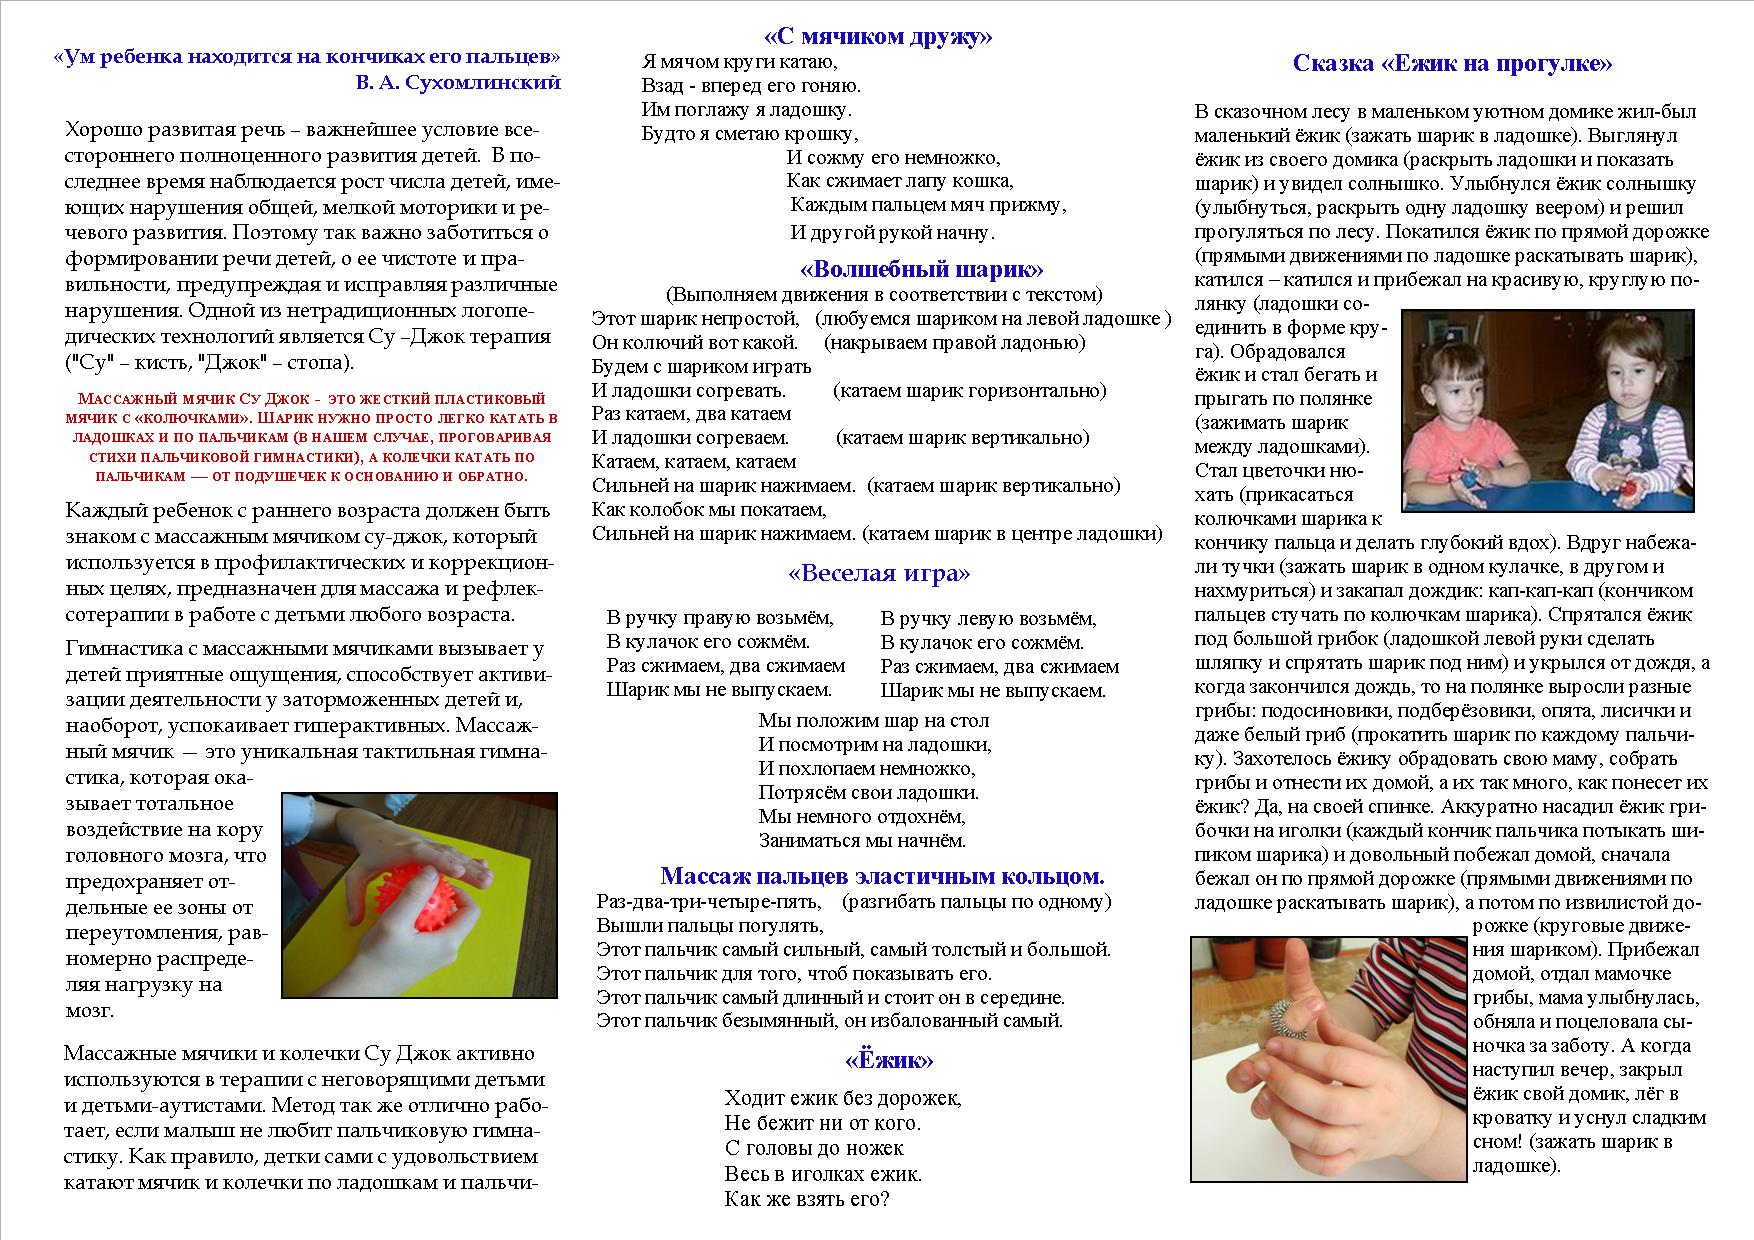 «Ум ребенка находится на кончиках его пальцев»
В. А. Сухомлинский
Хорошо развитая речь – важнейшее условие все-
стороннего полноценного развития детей. В по-
следнее время наблюдается рост числа детей, име-
ющих нарушения общей, мелкой моторики и ре-
чевого развития. Поэтому так важно заботиться о
формировании речи детей, о ее чистоте и пра-
вильности, предупреждая и исправляя различные
нарушения. Одной из нетрадиционных логопе-
дических технологий является Су –Джок терапия
("Су" – кисть, "Джок" – стопа).
Массажный мячик Су Джок - это жесткий пластиковый
мячик с «колючками». Шарик нужно просто легко катать в
ладошках и по пальчикам (в нашем случае, проговаривая
стихи пальчиковой гимнастики), а колечки катать по
пальчикам — от подушечек к основанию и обратно.
Каждый ребенок с раннего возраста должен быть
знаком с массажным мячиком су-джок, который
используется в профилактических и коррекцион-
ных целях, предназначен для массажа и рефлек-
сотерапии в работе с детьми любого возраста.
Гимнастика с массажными мячиками вызывает у
детей приятные ощущения, способствует активи-
зации деятельности у заторможенных детей и,
наоборот, успокаивает гиперактивных. Массаж-
ный мячик — это уникальная тактильная гимна-
стика, которая ока-
зывает тотальное
воздействие на кору
головного мозга, что
предохраняет от-
дельные ее зоны от
переутомления, рав-
номерно распреде-
ляя нагрузку на
мозг.
Массажные мячики и колечки Су Джок активно
используются в терапии с неговорящими детьми
и детьми-аутистами. Метод так же отлично рабо-
тает, если малыш не любит пальчиковую гимна-
стику. Как правило, детки сами с удовольствием
катают мячик и колечки по ладошкам и пальчи-
«С мячиком дружу»
Я мячом круги катаю,
Взад - вперед его гоняю.
Им поглажу я ладошку.
Будто я сметаю крошку,
И сожму его немножко,
Как сжимает лапу кошка,
Каждым пальцем мяч прижму,
И другой рукой начну.
«Волшебный шарик»
(Выполняем движения в соответствии с текстом)
Этот шарик непростой, (любуемся шариком на левой ладошке )
Он колючий вот какой. (накрываем правой ладонью)
Будем с шариком играть
И ладошки согревать. (катаем шарик горизонтально)
Раз катаем, два катаем
И ладошки согреваем. (катаем шарик вертикально)
Катаем, катаем, катаем
Сильней на шарик нажимаем. (катаем шарик вертикально)
Как колобок мы покатаем,
Сильней на шарик нажимаем. (катаем шарик в центре ладошки)
«Веселая игра»
В ручку правую возьмём,
В кулачок его сожмём.
Раз сжимаем, два сжимаем
Шарик мы не выпускаем.
В ручку левую возьмём,
В кулачок его сожмём.
Раз сжимаем, два сжимаем
Шарик мы не выпускаем.
Мы положим шар на стол
И посмотрим на ладошки,
И похлопаем немножко,
Потрясём свои ладошки.
Мы немного отдохнём,
Заниматься мы начнём.
Массаж пальцев эластичным кольцом.
Раз-два-три-четыре-пять, (разгибать пальцы по одному)
Вышли пальцы погулять,
Этот пальчик самый сильный, самый толстый и большой.
Этот пальчик для того, чтоб показывать его.
Этот пальчик самый длинный и стоит он в середине.
Этот пальчик безымянный, он избалованный самый.
«Ёжик»
Ходит ежик без дорожек,
Не бежит ни от кого.
С головы до ножек
Весь в иголках ежик.
Как же взять его?
Сказка «Ежик на прогулке»
В сказочном лесу в маленьком уютном домике жил-был
маленький ёжик (зажать шарик в ладошке). Выглянул
ёжик из своего домика (раскрыть ладошки и показать
шарик) и увидел солнышко. Улыбнулся ёжик солнышку
(улыбнуться, раскрыть одну ладошку веером) и решил
прогуляться по лесу. Покатился ёжик по прямой дорожке
(прямыми движениями по ладошке раскатывать шарик),
катился – катился и прибежал на красивую, круглую по-
лянку (ладошки со-
единить в форме кру-
га). Обрадовался
ёжик и стал бегать и
прыгать по полянке
(зажимать шарик
между ладошками).
Стал цветочки ню-
хать (прикасаться
колючками шарика к
кончику пальца и делать глубокий вдох). Вдруг набежа-
ли тучки (зажать шарик в одном кулачке, в другом и
нахмуриться) и закапал дождик: кап-кап-кап (кончиком
пальцев стучать по колючкам шарика). Спрятался ёжик
под большой грибок (ладошкой левой руки сделать
шляпку и спрятать шарик под ним) и укрылся от дождя, а
когда закончился дождь, то на полянке выросли разные
грибы: подосиновики, подберёзовики, опята, лисички и
даже белый гриб (прокатить шарик по каждому пальчи-
ку). Захотелось ёжику обрадовать свою маму, собрать
грибы и отнести их домой, а их так много, как понесет их
ёжик? Да, на своей спинке. Аккуратно насадил ёжик гри-
бочки на иголки (каждый кончик пальчика потыкать ши-
пиком шарика) и довольный побежал домой, сначала
бежал он по прямой дорожке (прямыми движениями по
ладошке раскатывать шарик), а потом по извилистой до-
рожке (круговые движе-
ния шариком). Прибежал
домой, отдал мамочке
грибы, мама улыбнулась,
обняла и поцеловала сы-
ночка за заботу. А когда
наступил вечер, закрыл
ёжик свой домик, лёг в
кроватку и уснул сладким
сном! (зажать шарик в
ладошке).